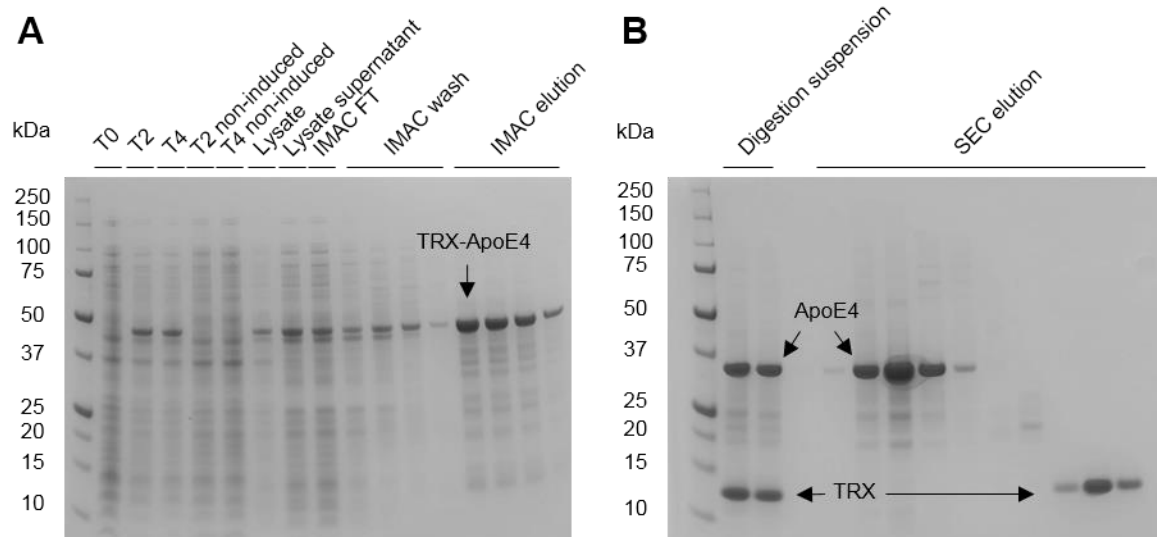 A
kDa
T0
T2
T4
T2 non-induced
T4 non-induced
Lysate
Lysate supernatant
IMAC FT
IMAC wash
IMAC elution
250
150
100
75
50
37
25
20
15
10
TRX-ApoE4
B
kDa
Digestion suspension
SEC elution
250
150
100
75
50
37
25
20
15
10
ApoE4
TRX